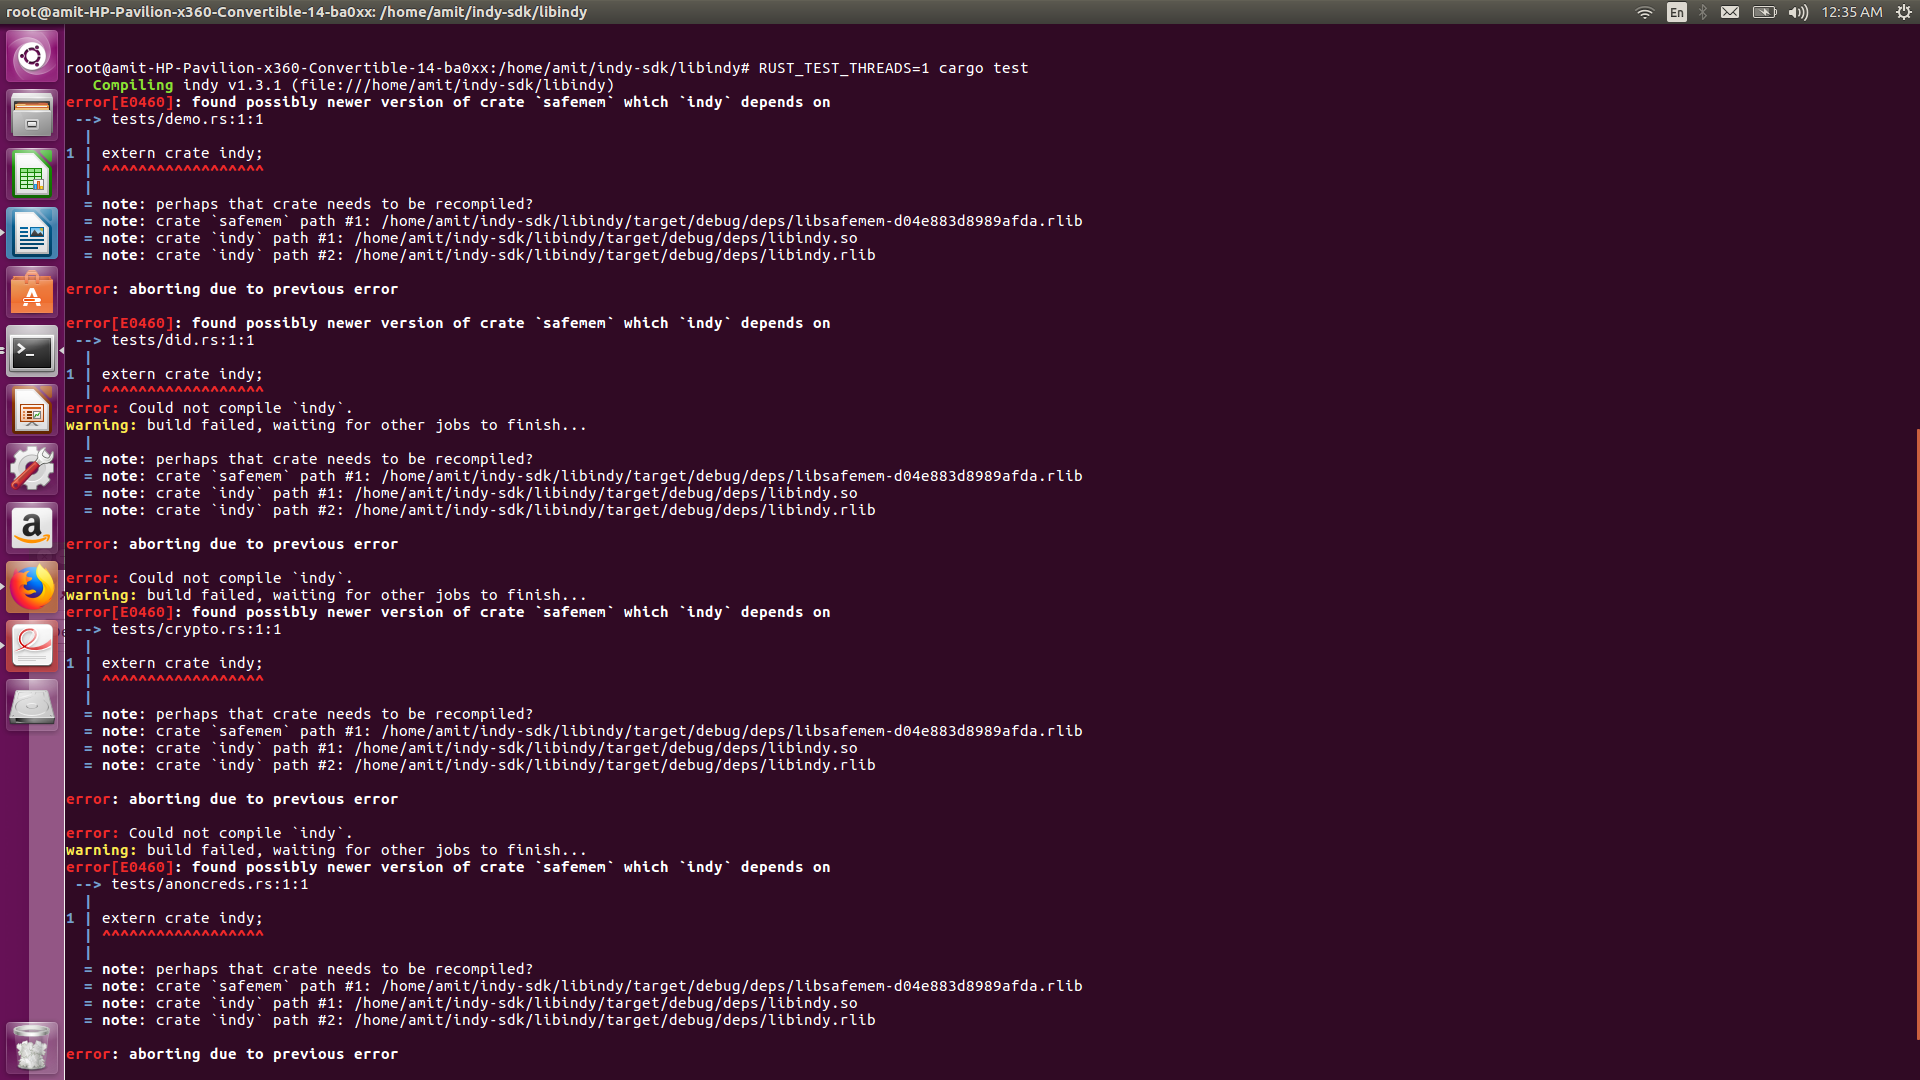 root@amit-HP-Pavilion-x360-Convertible-14-ba0xx: /home/amit/indy-sdk/libindy
En
12:35 AM
root@amit-HP-Pavilion-x360-Convertible-14-ba0xx:/home/amit/indy-sdk/libindy# RUST_TEST_THREADS=1 cargo test
   Compiling indy v1.3.1 (file:///home/amit/indy-sdk/libindy)
error[E0460]: found possibly newer version of crate `safemem` which `indy` depends on
 --> tests/demo.rs:1:1
  |
1 | extern crate indy;
  | ^^^^^^^^^^^^^^^^^^
  |
  = note: perhaps that crate needs to be recompiled?
  = note: crate `safemem` path #1: /home/amit/indy-sdk/libindy/target/debug/deps/libsafemem-d04e883d8989afda.rlib
  = note: crate `indy` path #1: /home/amit/indy-sdk/libindy/target/debug/deps/libindy.so
  = note: crate `indy` path #2: /home/amit/indy-sdk/libindy/target/debug/deps/libindy.rlib
error: aborting due to previous error
error[E0460]: found possibly newer version of crate `safemem` which `indy` depends on
 --> tests/did.rs:1:1
  |
1 | extern crate indy;
  | ^^^^^^^^^^^^^^^^^^
error: Could not compile `indy`.
warning: build failed, waiting for other jobs to finish...
  |
  = note: perhaps that crate needs to be recompiled?
  = note: crate `safemem` path #1: /home/amit/indy-sdk/libindy/target/debug/deps/libsafemem-d04e883d8989afda.rlib
  = note: crate `indy` path #1: /home/amit/indy-sdk/libindy/target/debug/deps/libindy.so
  = note: crate `indy` path #2: /home/amit/indy-sdk/libindy/target/debug/deps/libindy.rlib
error: aborting due to previous error
error: Could not compile `indy`.
warning: build failed, waiting for other jobs to finish...
error[E0460]: found possibly newer version of crate `safemem` which `indy` depends on
 --> tests/crypto.rs:1:1
  |
1 | extern crate indy;
  | ^^^^^^^^^^^^^^^^^^
  |
  = note: perhaps that crate needs to be recompiled?
  = note: crate `safemem` path #1: /home/amit/indy-sdk/libindy/target/debug/deps/libsafemem-d04e883d8989afda.rlib
  = note: crate `indy` path #1: /home/amit/indy-sdk/libindy/target/debug/deps/libindy.so
  = note: crate `indy` path #2: /home/amit/indy-sdk/libindy/target/debug/deps/libindy.rlib
error: aborting due to previous error
error: Could not compile `indy`.
warning: build failed, waiting for other jobs to finish...
error[E0460]: found possibly newer version of crate `safemem` which `indy` depends on
 --> tests/anoncreds.rs:1:1
  |
1 | extern crate indy;
  | ^^^^^^^^^^^^^^^^^^
  |
  = note: perhaps that crate needs to be recompiled?
  = note: crate `safemem` path #1: /home/amit/indy-sdk/libindy/target/debug/deps/libsafemem-d04e883d8989afda.rlib
  = note: crate `indy` path #1: /home/amit/indy-sdk/libindy/target/debug/deps/libindy.so
  = note: crate `indy` path #2: /home/amit/indy-sdk/libindy/target/debug/deps/libindy.rlib
error: aborting due to previous error